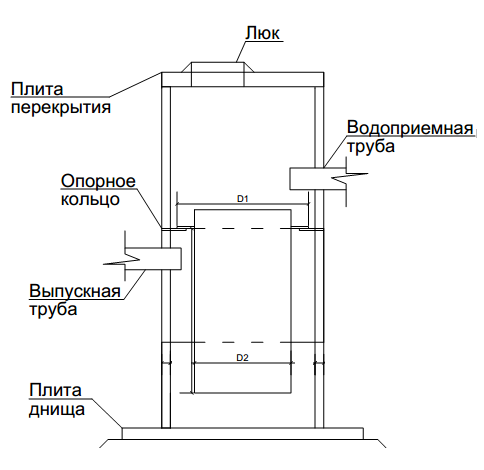 Люк
Плита
перекрытия
Водоприемная
труба
Опорное
кольцо
D1
Выпускная
труба
D2
Плита
днища